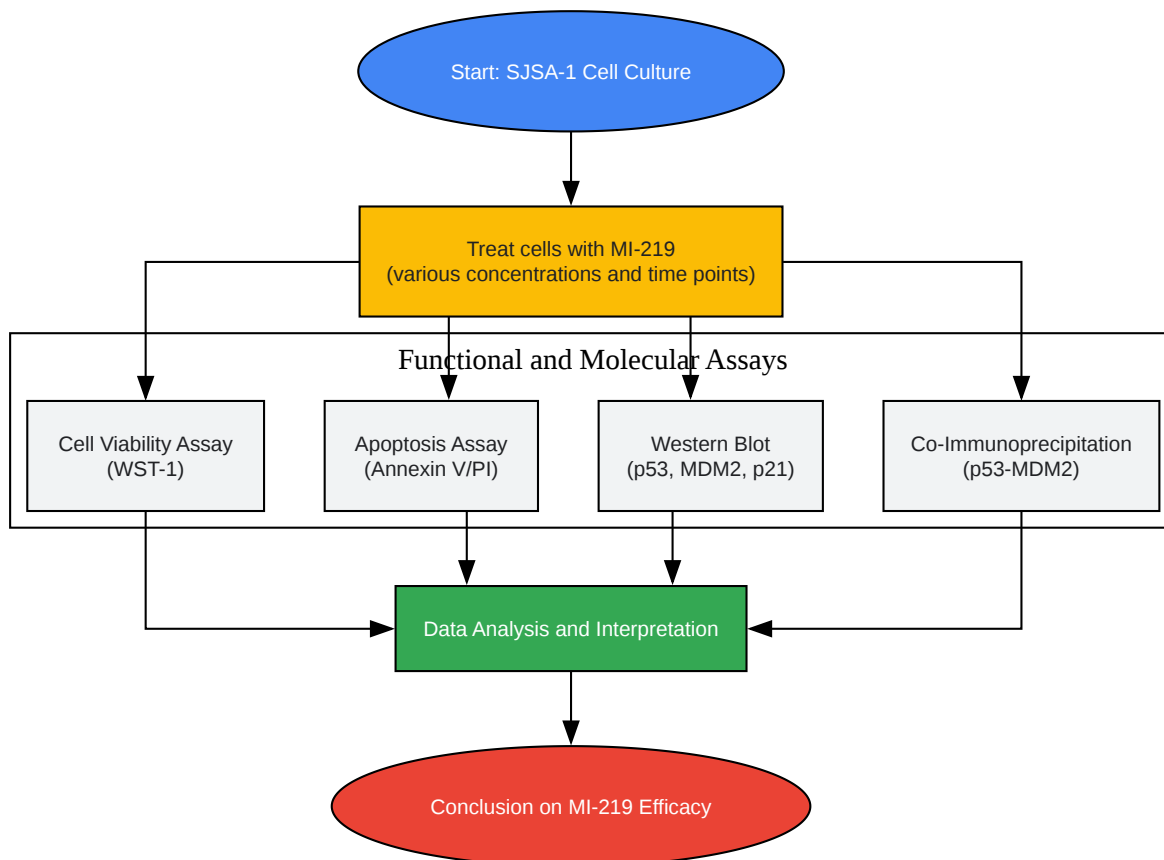 Start: SJSA-1 Cell Culture
Treat cells with MI-219
(various concentrations and time points)
Functional and Molecular Assays
Cell Viability Assay
(WST-1)
Apoptosis Assay
(Annexin V/PI)
Western Blot
(p53, MDM2, p21)
Co-Immunoprecipitation
(p53-MDM2)
Data Analysis and Interpretation
Conclusion on MI-219 Efficacy